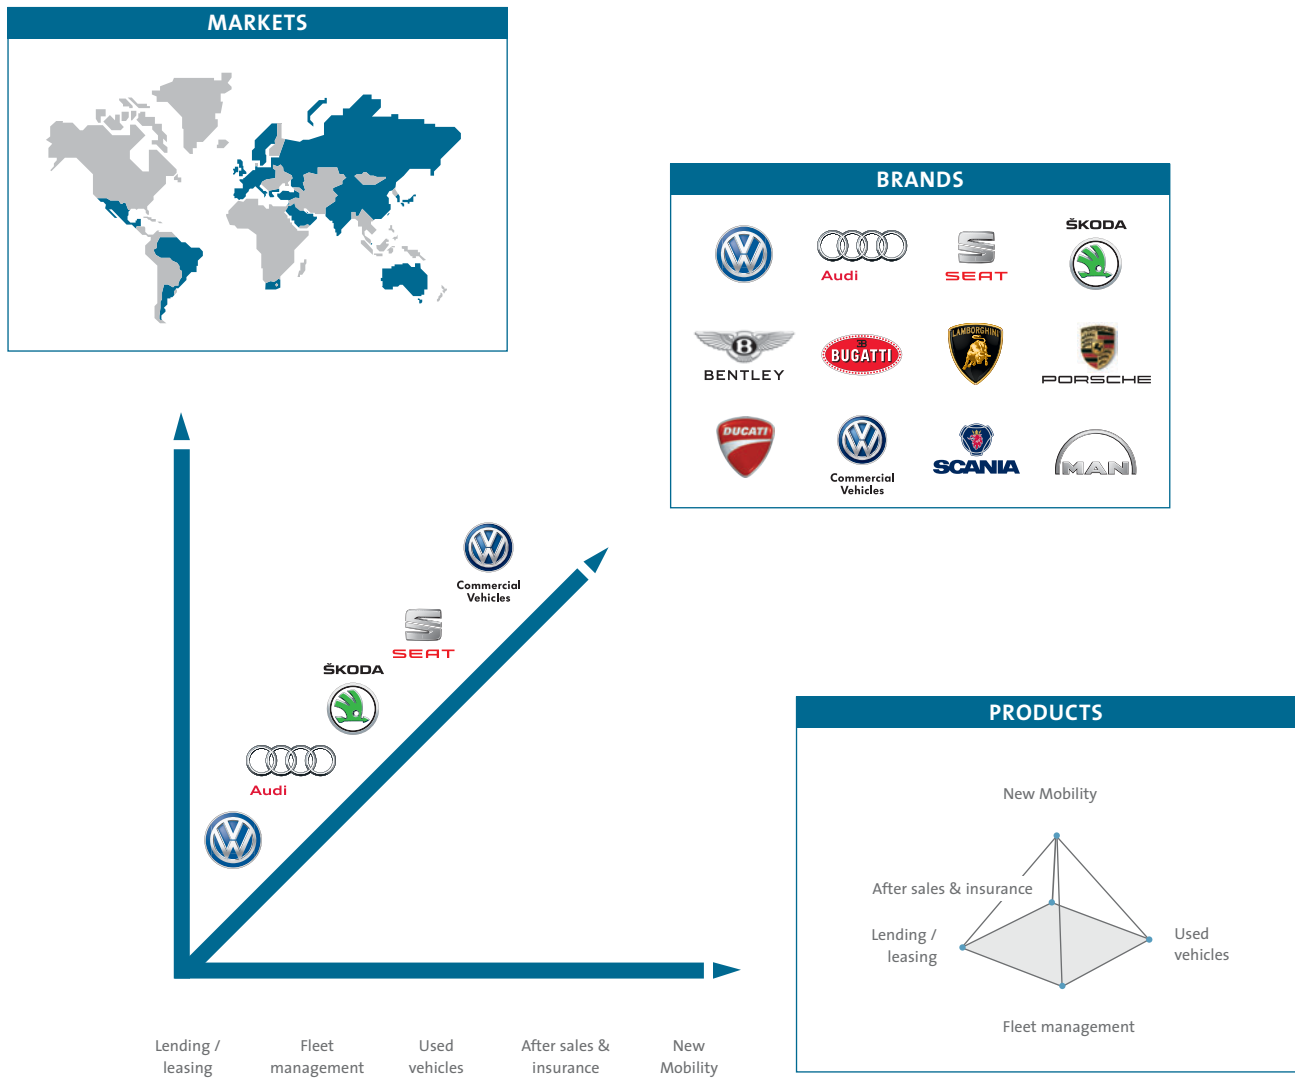 MARKETS
BRANDS
Audi
SEAT
ŠKODA
BENTLEY
BUGATTI
LAMBORGHINI
PORSCHE
DUCATI
Commercial
Vehicles
SCANIA
MAN
Commercial
Vehicles
SEAT
ŠKODA
Audi
PRODUCTS
New Mobility
After sales & insurance
Lending /
leasing
Used
vehicles
Fleet management
Lending /
leasing
Fleet
management
Used
vehicles
After sales &
insurance
New
Mobility